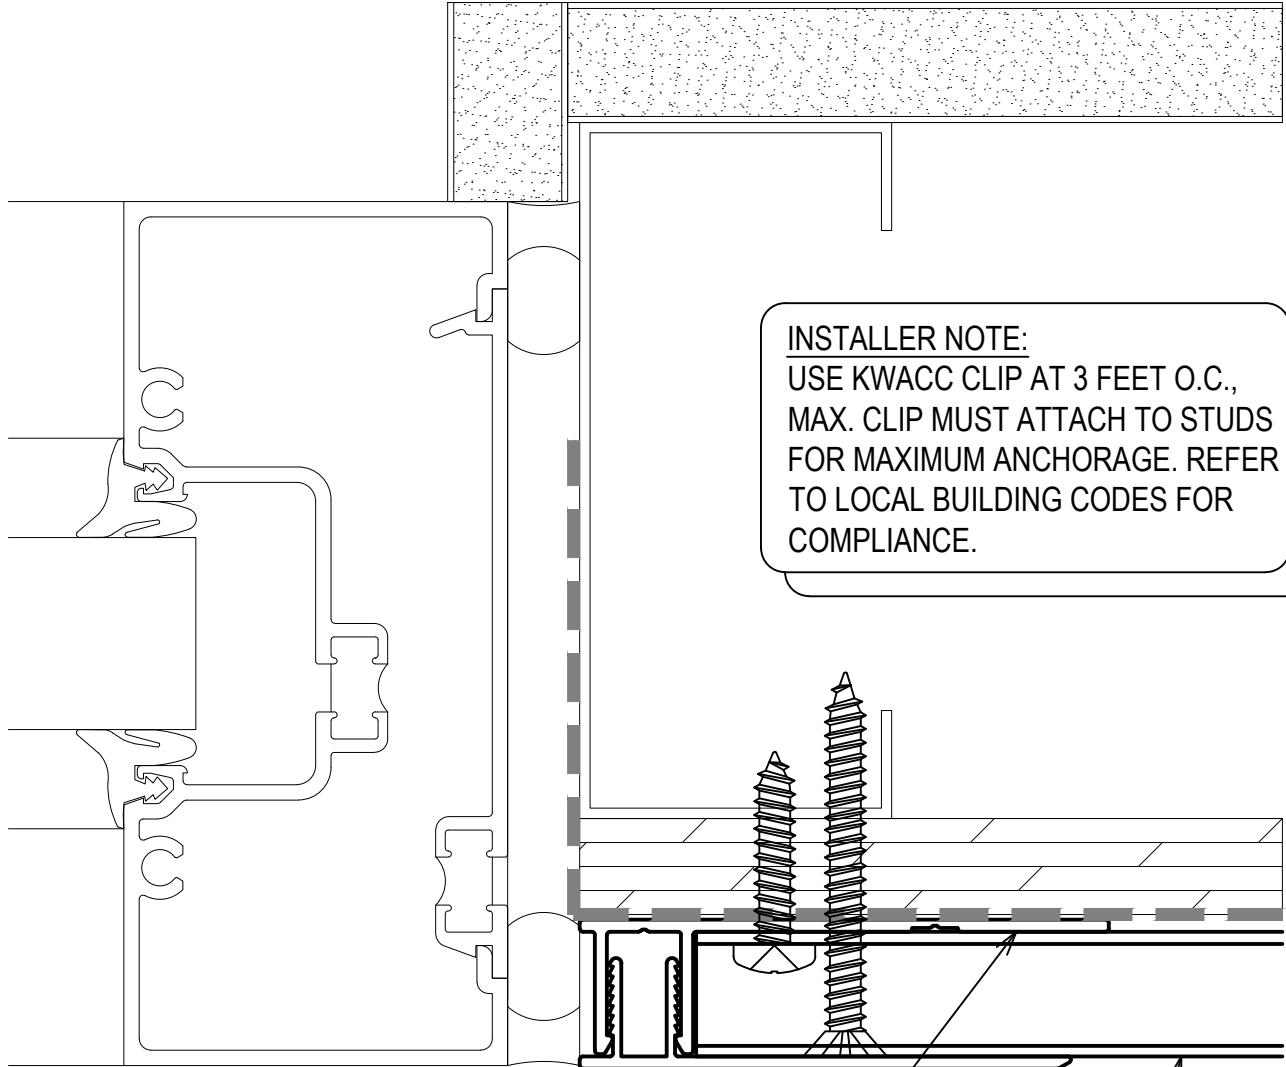 INSTALLER NOTE:
USE KWACC CLIP AT 3 FEET O.C.,
MAX. CLIP MUST ATTACH TO STUDS
FOR MAXIMUM ANCHORAGE. REFER
TO LOCAL BUILDING CODES FOR
COMPLIANCE.